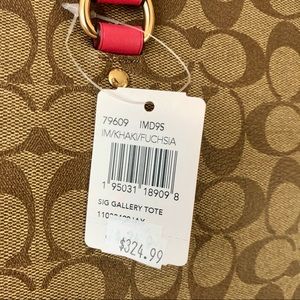 79609 IMD9S
IM/KHAKI/FUCHSIA
1 95031 18909 8
SIG GALLERY TOTE
$324.99